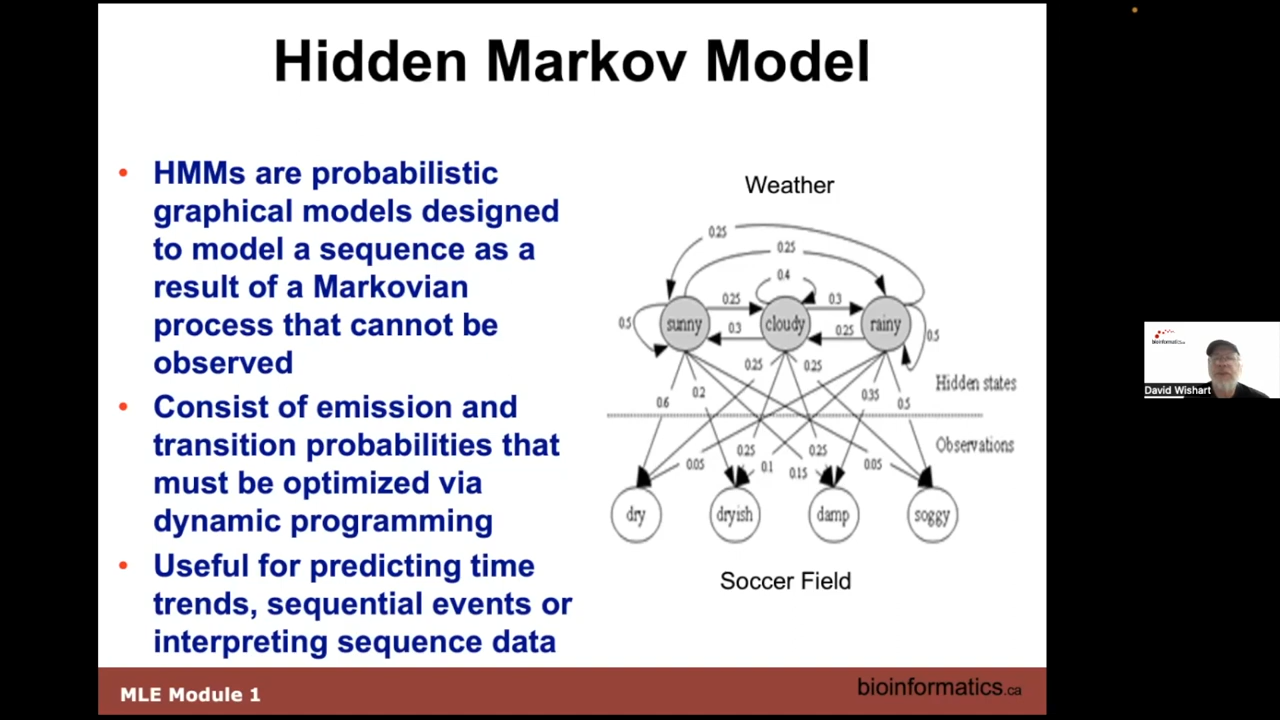 Hidden Markov Model
• HMMs are probabilistic
graphical models designed
to model a sequence as a
result of a Markovian
process that cannot be
observed
• Consist of emission and
transition probabilities that
must be optimized via
dynamic programming
• Useful for predicting time
trends, sequential events or
interpreting sequence data
Weather
0.25
0.25
0.4
0.25
0.3
0.5
sunny
cloudy
rainy
0.3
0.25
0.5
0.25
0.25
0.6
0.2
0.35
0.5
Hidden states
Observations
0.05
0.25
0.1
0.15
0.25
0.05
dry
dryish
damp
soggy
Soccer Field
MLE Module 1
bioinformatics.ca
bioinformatics.ca
David Wishart